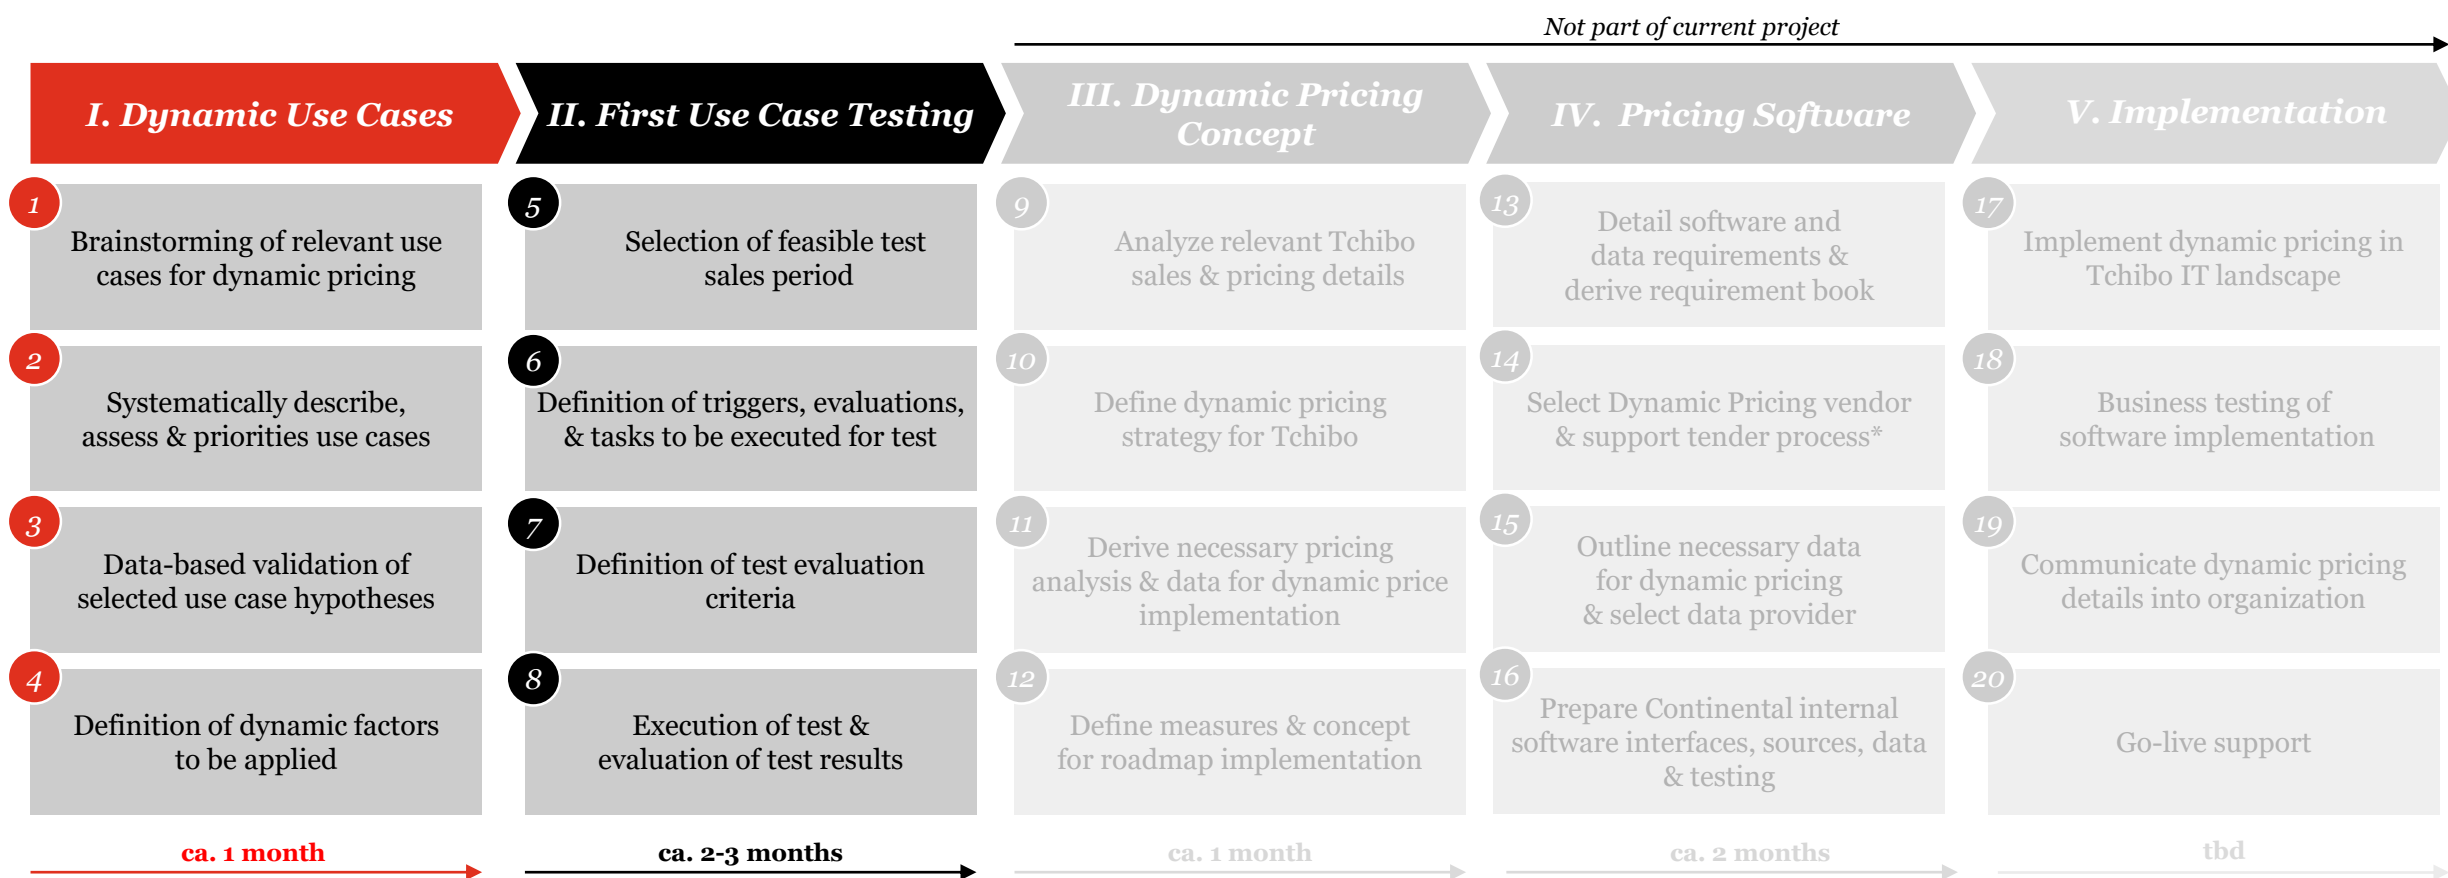 Not part of current project
I. Dynamic Use Cases
II. First Use Case Testing
III. Dynamic Pricing
Concept
IV. Pricing Software
V. Implementation
1
Brainstorming of relevant use
cases for dynamic pricing
2
Systematically describe,
assess & priorities use cases
3
Data-based validation of
selected use case hypotheses
4
Definition of dynamic factors
to be applied
ca. 1 month
5
Selection of feasible test
sales period
6
Definition of triggers, evaluations,
& tasks to be executed for test
7
Definition of test evaluation
criteria
8
Execution of test &
evaluation of test results
ca. 2-3 months
9
Analyze relevant Tchibo
sales & pricing details
10
Define dynamic pricing
strategy for Tchibo
11
Derive necessary pricing
analysis & data for dynamic price
implementation
12
Define measures & concept
for roadmap implementation
ca. 1 month
13
Detail software and
data requirements &
derive requirement book
14
Select Dynamic Pricing vendor
& support tender process*
15
Outline necessary data
for dynamic pricing
& select data provider
16
Prepare Continental internal
software interfaces, sources, data
& testing
ca. 2 months
17
Implement dynamic pricing in
Tchibo IT landscape
18
Business testing of
software implementation
19
Communicate dynamic pricing
details into organization
20
Go-live support
tbd